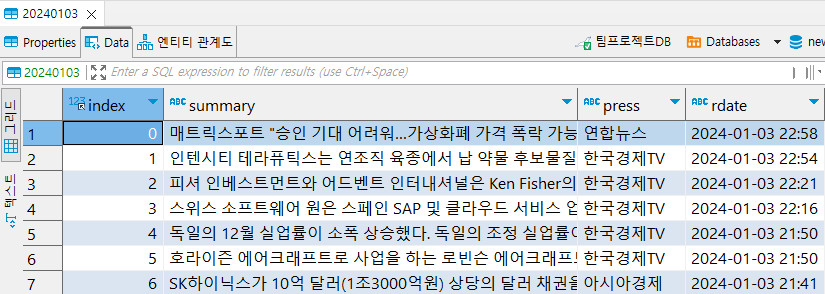 20240103
Properties Data 엔티티 관계도 팀프로젝트DB Databases new
20240103 Enter a SQL expression to filter results (use Ctrl+Space)
그리드
텍스트
123 index ABC summary ABC press ABC rdate
1 0 매트릭스포트 "승인 기대 어려워...가상화폐 가격 폭락 가능 연합뉴스 2024-01-03 22:58
2 1 인텐시티 테라퓨틱스는 연조직 육종에서 납 약물 후보물질 한국경제TV 2024-01-03 22:54
3 2 피셔 인베스트먼트와 어드벤트 인터내셔널은 Ken Fisher의 한국경제TV 2024-01-03 22:21
4 3 스위스 소프트웨어 원은 스페인 SAP 및 클라우드 서비스 업 한국경제TV 2024-01-03 22:16
5 4 독일의 12월 실업률이 소폭 상승했다. 독일의 조정 실업률이 한국경제TV 2024-01-03 21:50
6 5 호라이즌 에어크래프트로 사업을 하는 로빈슨 에어크래프트 한국경제TV 2024-01-03 21:50
7 6 SK하이닉스가 10억 달러(1조3000억원) 상당의 달러 채권을 아시아경제 2024-01-03 21:41